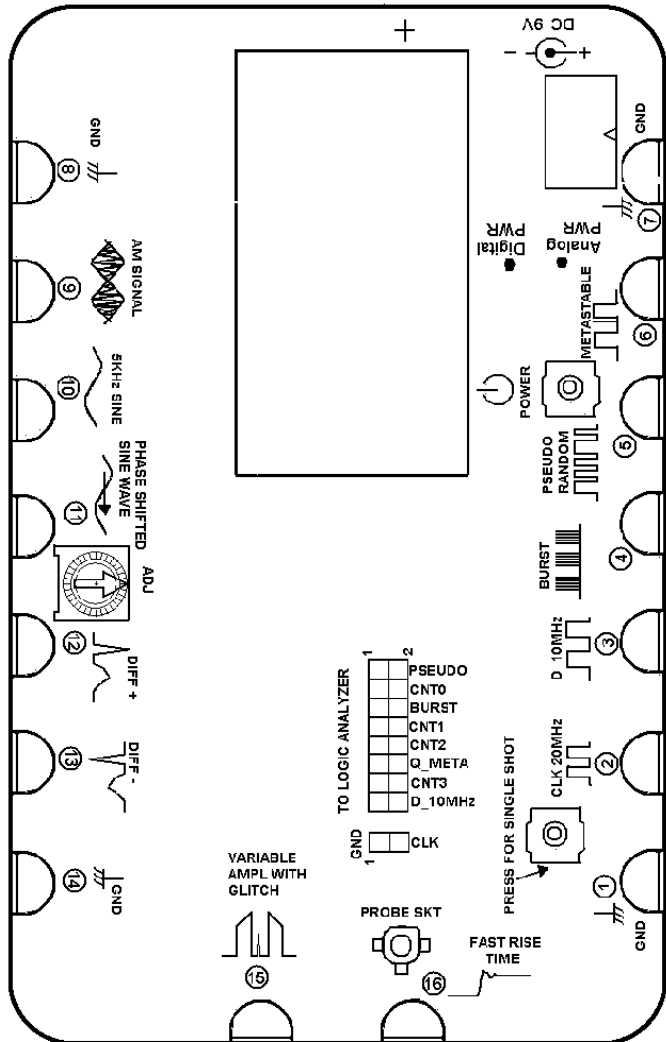 +
DC 9V
- +
GND
GND
8
7
Analog
PWR
Digital
PWR
AM SIGNAL
9
METASTABLE
6
5KHz SINE
10
POWER
5
PSEUDO
RANDOM
PHASE SHIFTED
SINE WAVE
11
4
BURST
ADJ
12
DIFF +
D 10MHz
3
TO LOGIC ANALYZER
1 2
PSEUDO
CNT0
BURST
CNT1
CNT2
Q_META
CNT3
D_10MHz
13
DIFF -
CLK 20MHz
2
GND
1
CLK
PRESS FOR SINGLE SHOT
14
GND
1
GND
VARIABLE
AMPL WITH
GLITCH
15
PROBE SKT
16
FAST RISE
TIME